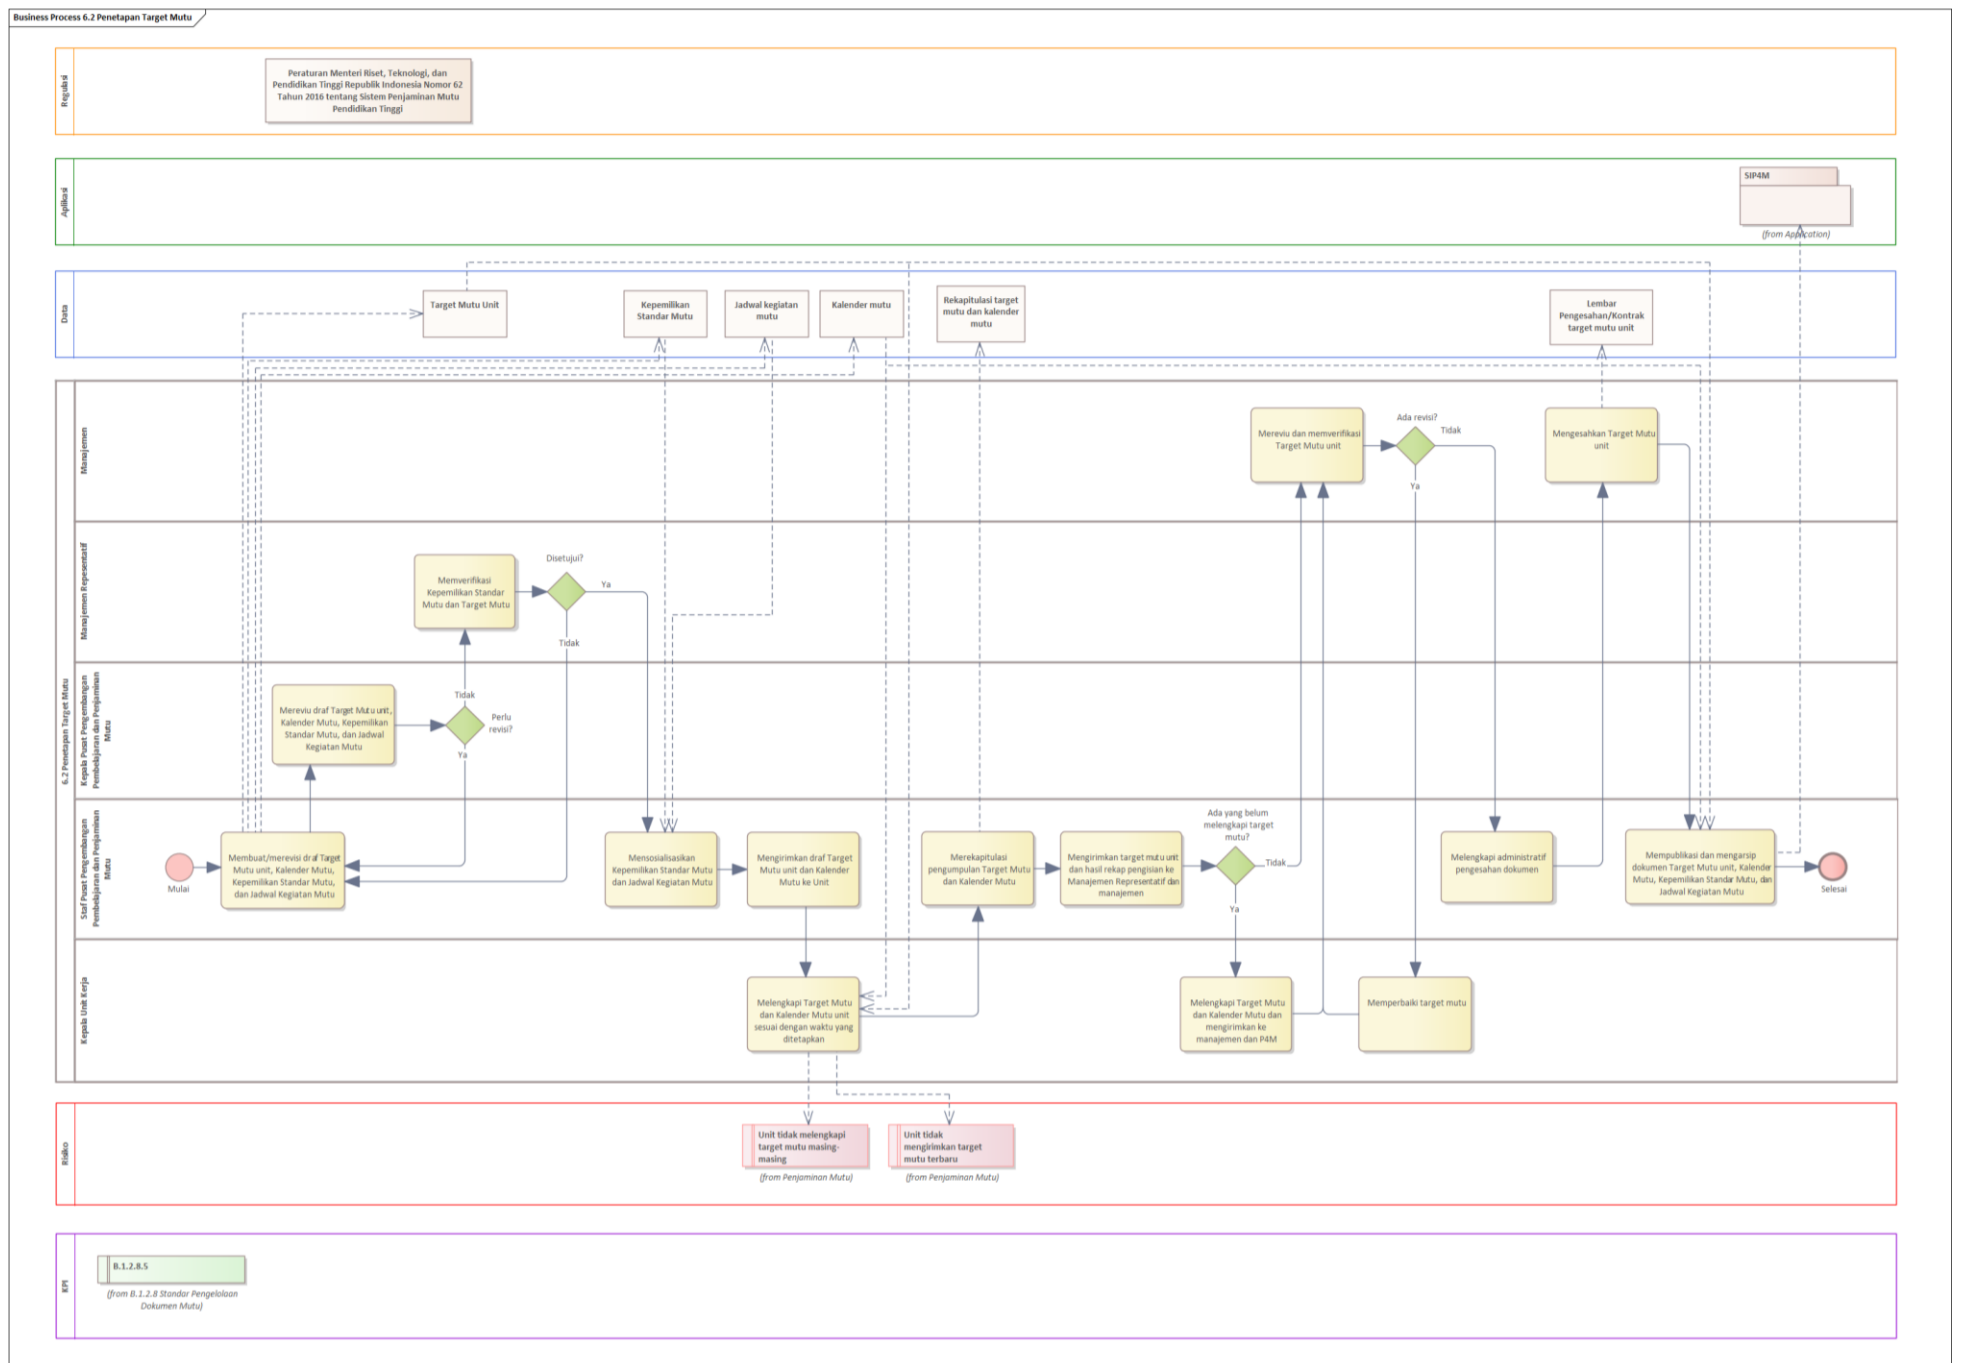 Business Process 6.2 Penetapan Target Mutu
Regulasi
Peraturan Menteri Riset, Teknologi, dan
Pendidikan Tinggi Republik Indonesia Nomor 62
Tahun 2016 tentang Sistem Penjaminan Mutu
Pendidikan Tinggi
Aplikasi
SIP4M
(from Application)
Data
Target Mutu Unit
Kepemilikan
Standar Mutu
Jadwal kegiatan
mutu
Kalender mutu
Rekapitulasi target
mutu dan kalender
mutu
Lembar
Pengesahan/Kontrak
target mutu unit
6.2 Penetapan Target Mutu
Manajemen
Mereviu dan memverifikasi
Target Mutu unit
Ada revisi?
Tidak
Ya
Mengesahkan Target Mutu
unit
Manajemen Repesentatif
Memverifikasi
Kepemilikan Standar
Mutu dan Target Mutu
Disetujui?
Ya
Tidak
Kepala Pusat Pengembangan
Pembelajaran dan Penjaminan
Mutu
Mereviu draf Target Mutu unit,
Kalender Mutu, Kepemilikan
Standar Mutu, dan Jadwal
Kegiatan Mutu
Tidak
Perlu
revisi?
Ya
Staf Pusat Pengembangan
Pembelajaran dan Penjaminan
Mutu
Mulai
Membuat/merevisi draf Target
Mutu unit, Kalender Mutu,
Kepemilikan Standar Mutu,
dan Jadwal Kegiatan Mutu
Mensosialisasikan
Kepemilikan Standar Mutu
dan Jadwal Kegiatan Mutu
Mengirimkan draf Target
Mutu unit dan Kalender
Mutu ke Unit
Merekapitulasi
pengumpulan Target Mutu
dan Kalender Mutu
Mengirimkan target mutu unit
dan hasil rekap pengisian ke
Manajemen Representatif dan
manajemen
Ada yang belum
melengkapi target
mutu?
Tidak
Ya
Melengkapi administratif
pengesahan dokumen
Mempublikasi dan mengarsip
dokumen Target Mutu unit, Kalender
Mutu, Kepemilikan Standar Mutu, dan
Jadwal Kegiatan Mutu
Selesai
Kepala Unit Kerja
Melengkapi Target Mutu
dan Kalender Mutu unit
sesuai dengan waktu yang
ditetapkan
Melengkapi Target Mutu
dan Kalender Mutu dan
mengirimkan ke
manajemen dan P4M
Memperbaiki target mutu
Risiko
Unit tidak melengkapi
target mutu masing-
masing
(from Penjaminan Mutu)
Unit tidak
mengirimkan target
mutu terbaru
(from Penjaminan Mutu)
KPI
B.1.2.8.5
(from B.1.2.8 Standar Pengelolaan
Dokumen Mutu)